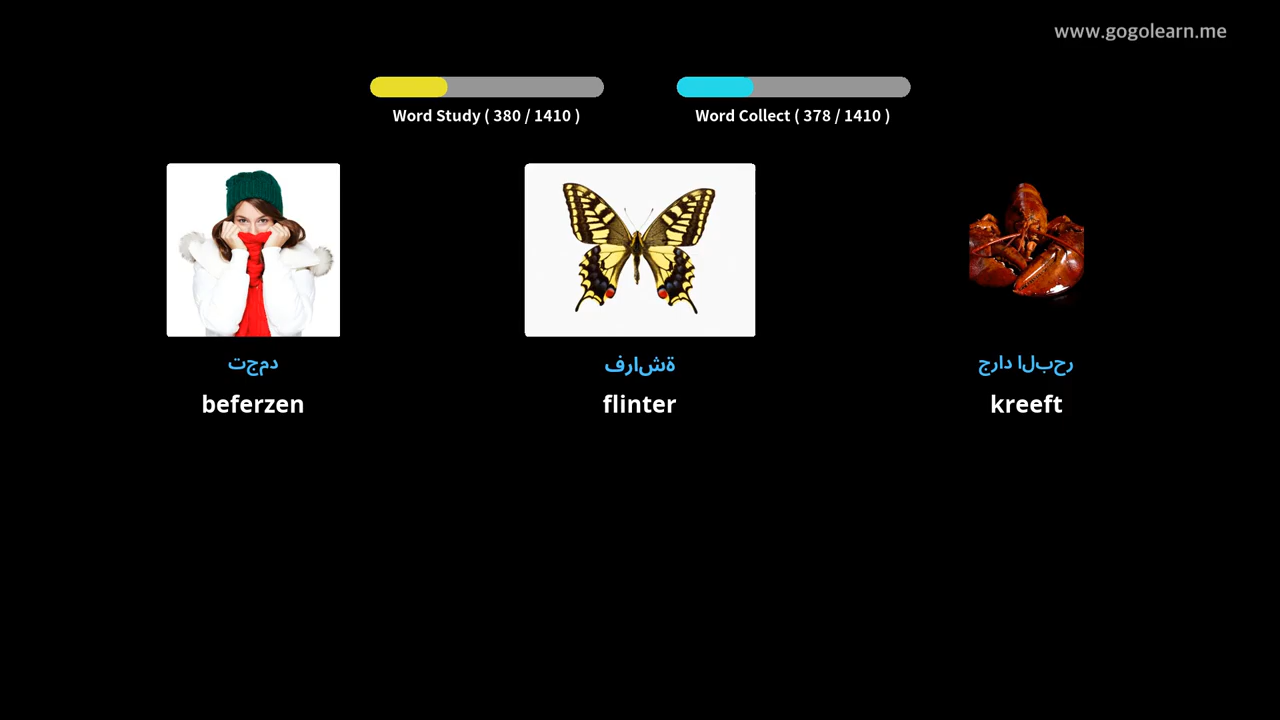 www.gogolearn.me
Word Study ( 380 / 1410 )
Word Collect ( 378 / 1410 )
دمجت
ةشارف
رحبلا دارج
beferzen
flinter
kreeft